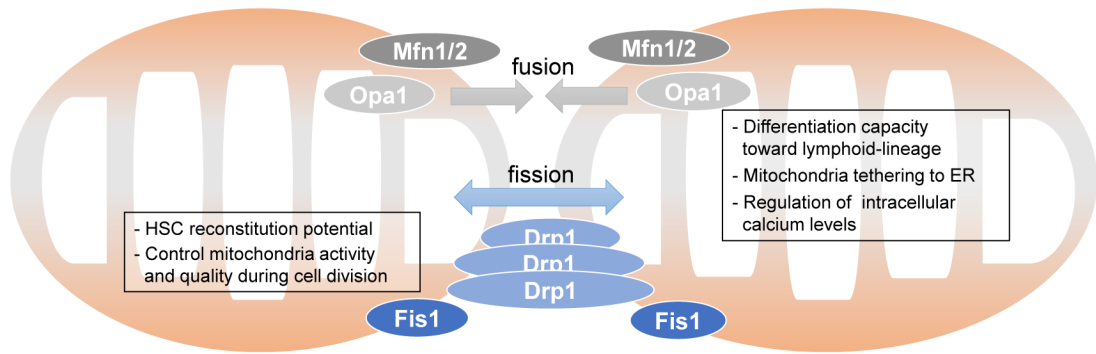 Mfn1/2
Mfn1/2
fusion
Opa1
Opa1
- Differentiation capacity
toward lymphoid-lineage
- Mitochondria tethering to ER
- Regulation of intracellular
calcium levels
fission
- HSC reconstitution potential
- Control mitochondria activity
and quality during cell division
Drp1
Drp1
Drp1
Fis1
Fis1